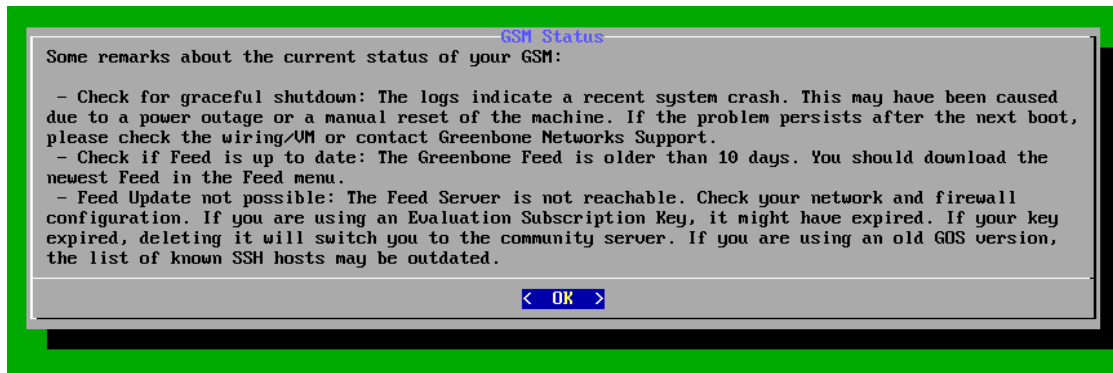 GSM Status
Some remarks about the current status of your GSM:
- Check for graceful shutdown: The logs indicate a recent system crash. This may have been caused
due to a power outage or a manual reset of the machine. If the problem persists after the next boot,
please check the wiring/VM or contact Greenbone Networks Support.
- Check if Feed is up to date: The Greenbone Feed is older than 10 days. You should download the
newest Feed in the Feed menu.
- Feed Update not possible: The Feed Server is not reachable. Check your network and firewall
configuration. If you are using an Evaluation Subscription Key, it might have expired. If your key
expired, deleting it will switch you to the community server. If you are using an old GOS version,
the list of known SSH hosts may be outdated.
< OK >